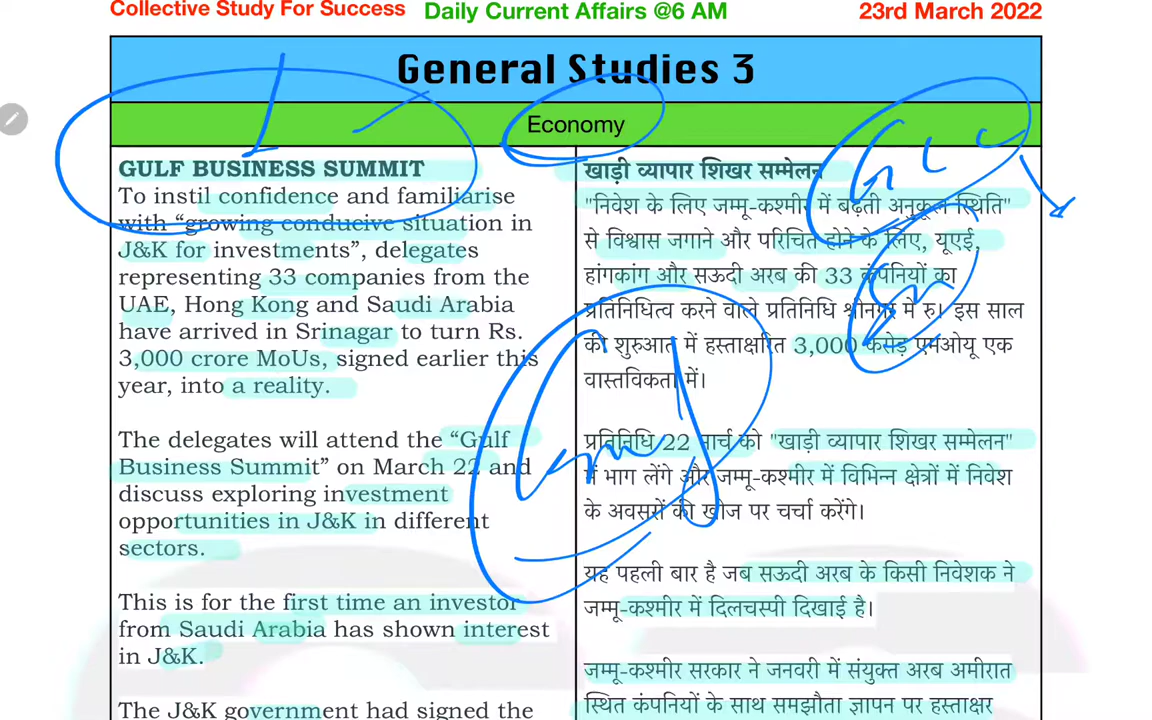 Collective Study For Success Daily Current Affairs @6 AM 23rd March 2022
General Studies 3
Economy
GULF BUSINESS SUMMIT
To instil confidence and familiarise
with “growing conducive situation in
J&K for investments”, delegates
representing 33 companies from the
UAE, Hong Kong and Saudi Arabia
have arrived in Srinagar to turn Rs.
3,000 crore MoUs, signed earlier this
year, into a reality.
The delegates will attend the “Gulf
Business Summit” on March 22 and
discuss exploring investment
opportunities in J&K in different
sectors.
This is for the first time an investor
from Saudi Arabia has shown interest
in J&K.
The J&K government had signed the
खाड़ी व्यापार शिखर सम्मेलन
"निवेश के लिए जम्मू-कश्मीर में बढ़ती अनुकूल स्थिति"
से विश्वास जगाने और परिचित होने के लिए, यूएई,
हांगकांग और सऊदी अरब की 33 कंपनियों का
प्रतिनिधित्व करने वाले प्रतिनिधि श्रीनगर में रु। इस साल
की शुरुआत में हस्ताक्षरित 3,000 करोड़ एमओयू एक
वास्तविकता में।
प्रतिनिधि 22 मार्च को "खाड़ी व्यापार शिखर सम्मेलन"
में भाग लेंगे और जम्मू-कश्मीर में विभिन्न क्षेत्रों में निवेश
के अवसरों की खोज पर चर्चा करेंगे।
यह पहली बार है जब सऊदी अरब के किसी निवेशक ने
जम्मू-कश्मीर में दिलचस्पी दिखाई है।
जम्मू-कश्मीर सरकार ने जनवरी में संयुक्त अरब अमीरात
स्थित कंपनियों के साथ समझौता ज्ञापन पर हस्ताक्षर